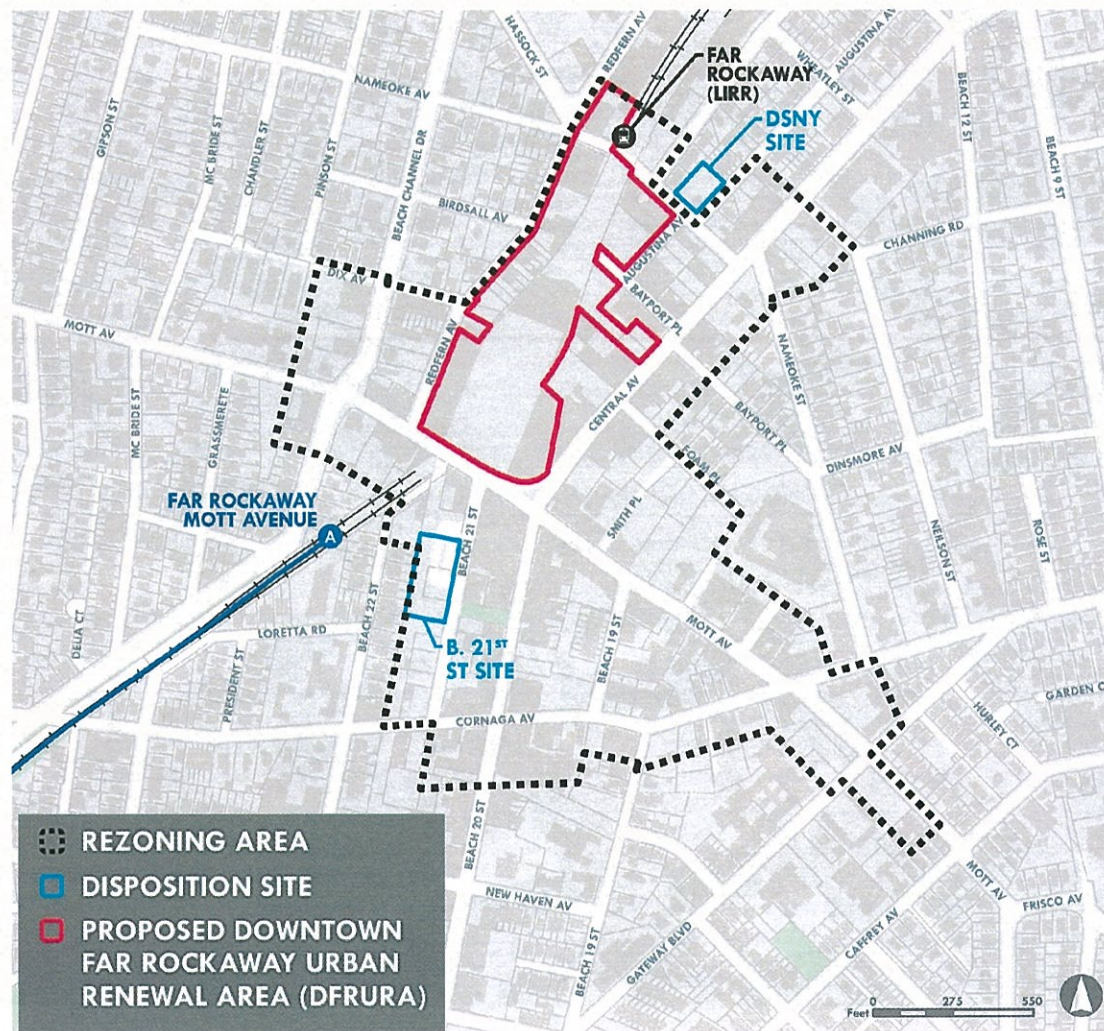 HASSOCK ST
REDFERN AV
AUGUSTINA AV
WHEATLEY ST
FAR
ROCKAWAY
(LIRR)
NAMEOKE AV
BEACH 12 ST
BEACH 9 ST
GIPSON ST
MC BRIDE ST
CHANDLER ST
PINSON ST
BEACH CHANNEL DR
DSNY
SITE
BIRDSALL AV
CHANNING RD
AUGUSTINA AV
DIX AV
BAYPORT PL
MOTT AV
REDFERN AV
NAMEOKE ST
CENTRAL AV
MC BRIDE ST
GRASSMERETE
BAYPORT PL
DINSMORE AV
FOAM PL
SMITH PL
FAR ROCKAWAY
MOTT AVENUE
A
BEACH 21 ST
NEILSON ST
ROSE ST
BEACH 22 ST
DELIA CT
LORETTA RD
MOTT AV
BEACH 19 ST
PRESIDENT ST
B. 21ST
ST SITE
CORNAGA AV
HURLEY CT
GARDEN C
BEACH 20 ST
REZONING AREA
DISPOSITION SITE
PROPOSED DOWNTOWN
FAR ROCKAWAY URBAN
RENEWAL AREA (DFRURA)
NEW HAVEN AV
BEACH 19 ST
GATEWAY BLVD
CAFFREY AV
MOTT AV
FRISCO AV
0 275 550
Feet